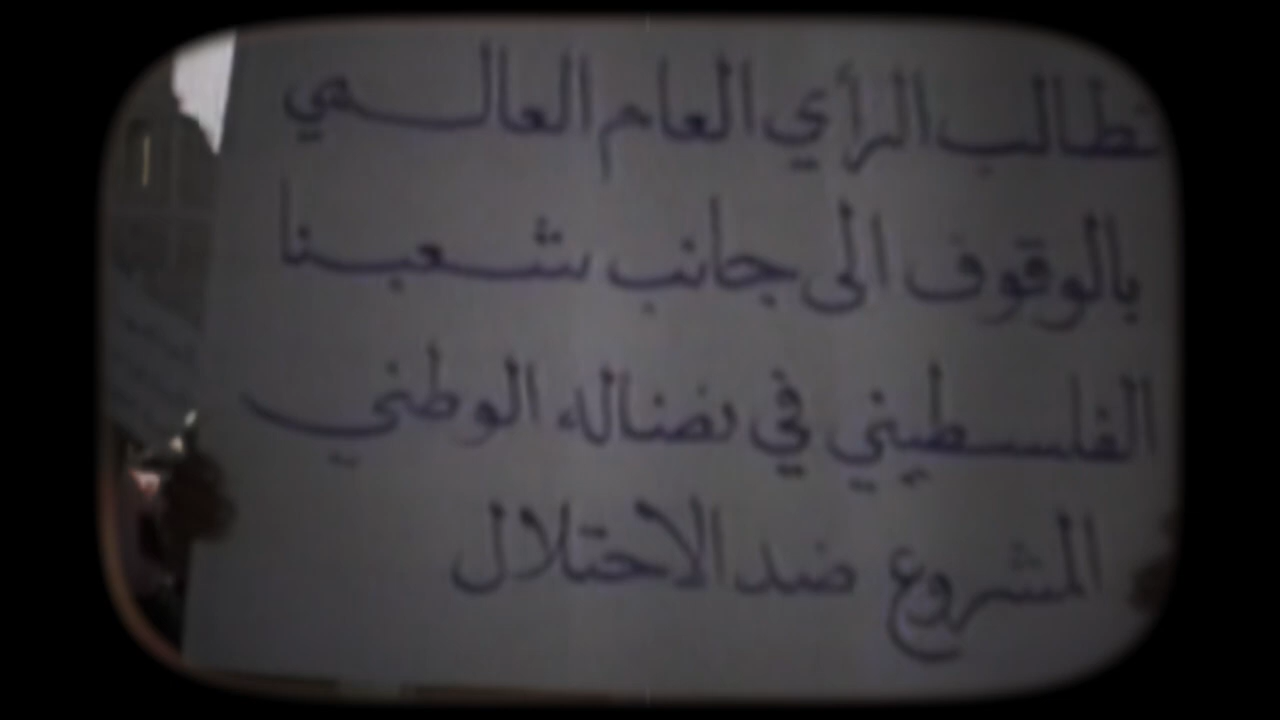 نطالب الرأي العام العالمي
بالوقوف الى جانب شعبنا
الفلسطيني في نضاله الوطني
المشروع ضد الاحتلال